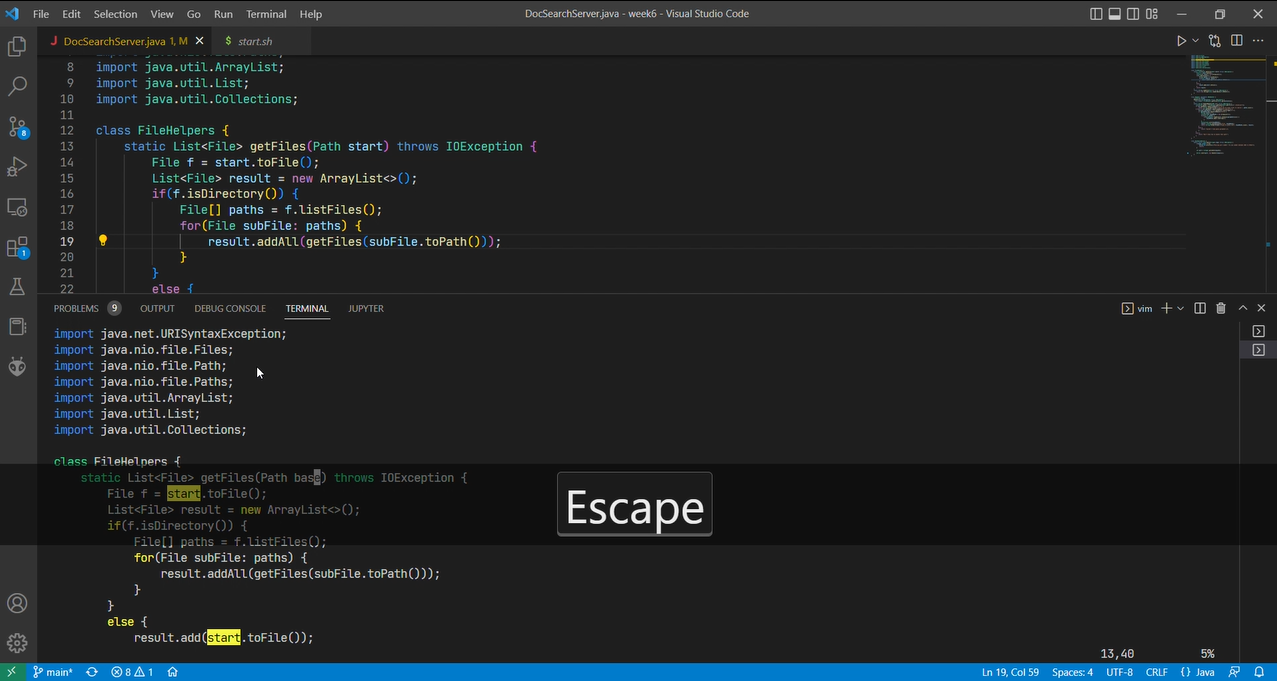 File Edit Selection View Go Run Terminal Help DocSearchServer.java - week6 - Visual Studio Code
J DocSearchServer.java 1, M $ start.sh
8 import java.util.ArrayList;
9 import java.util.List;
10 import java.util.Collections;
11
12 class FileHelpers {
13 static List<File> getFiles(Path start) throws IOException {
14 File f = start.toFile();
15 List<File> result = new ArrayList<>();
16 if(f.isDirectory()) {
17 File[] paths = f.listFiles();
18 for(File subFile: paths) {
19 result.addAll(getFiles(subFile.toPath()));
20 }
21 }
22 else {
PROBLEMS 9 OUTPUT DEBUG CONSOLE TERMINAL JUPYTER vim
import java.net.URISyntaxException;
import java.nio.file.Files;
import java.nio.file.Path;
import java.nio.file.Paths;
import java.util.ArrayList;
import java.util.List;
import java.util.Collections;
class FileHelpers {
static List<File> getFiles(Path base) throws IOException {
File f = start.toFile();
List<File> result = new ArrayList<>();
if(f.isDirectory()) {
File[] paths = f.listFiles();
for(File subFile: paths) {
result.addAll(getFiles(subFile.toPath()));
}
}
else {
result.add(start.toFile());
13,40 5%
Escape
8
1
main* 8 1 Ln 19, Col 59 Spaces: 4 UTF-8 CRLF {} Java